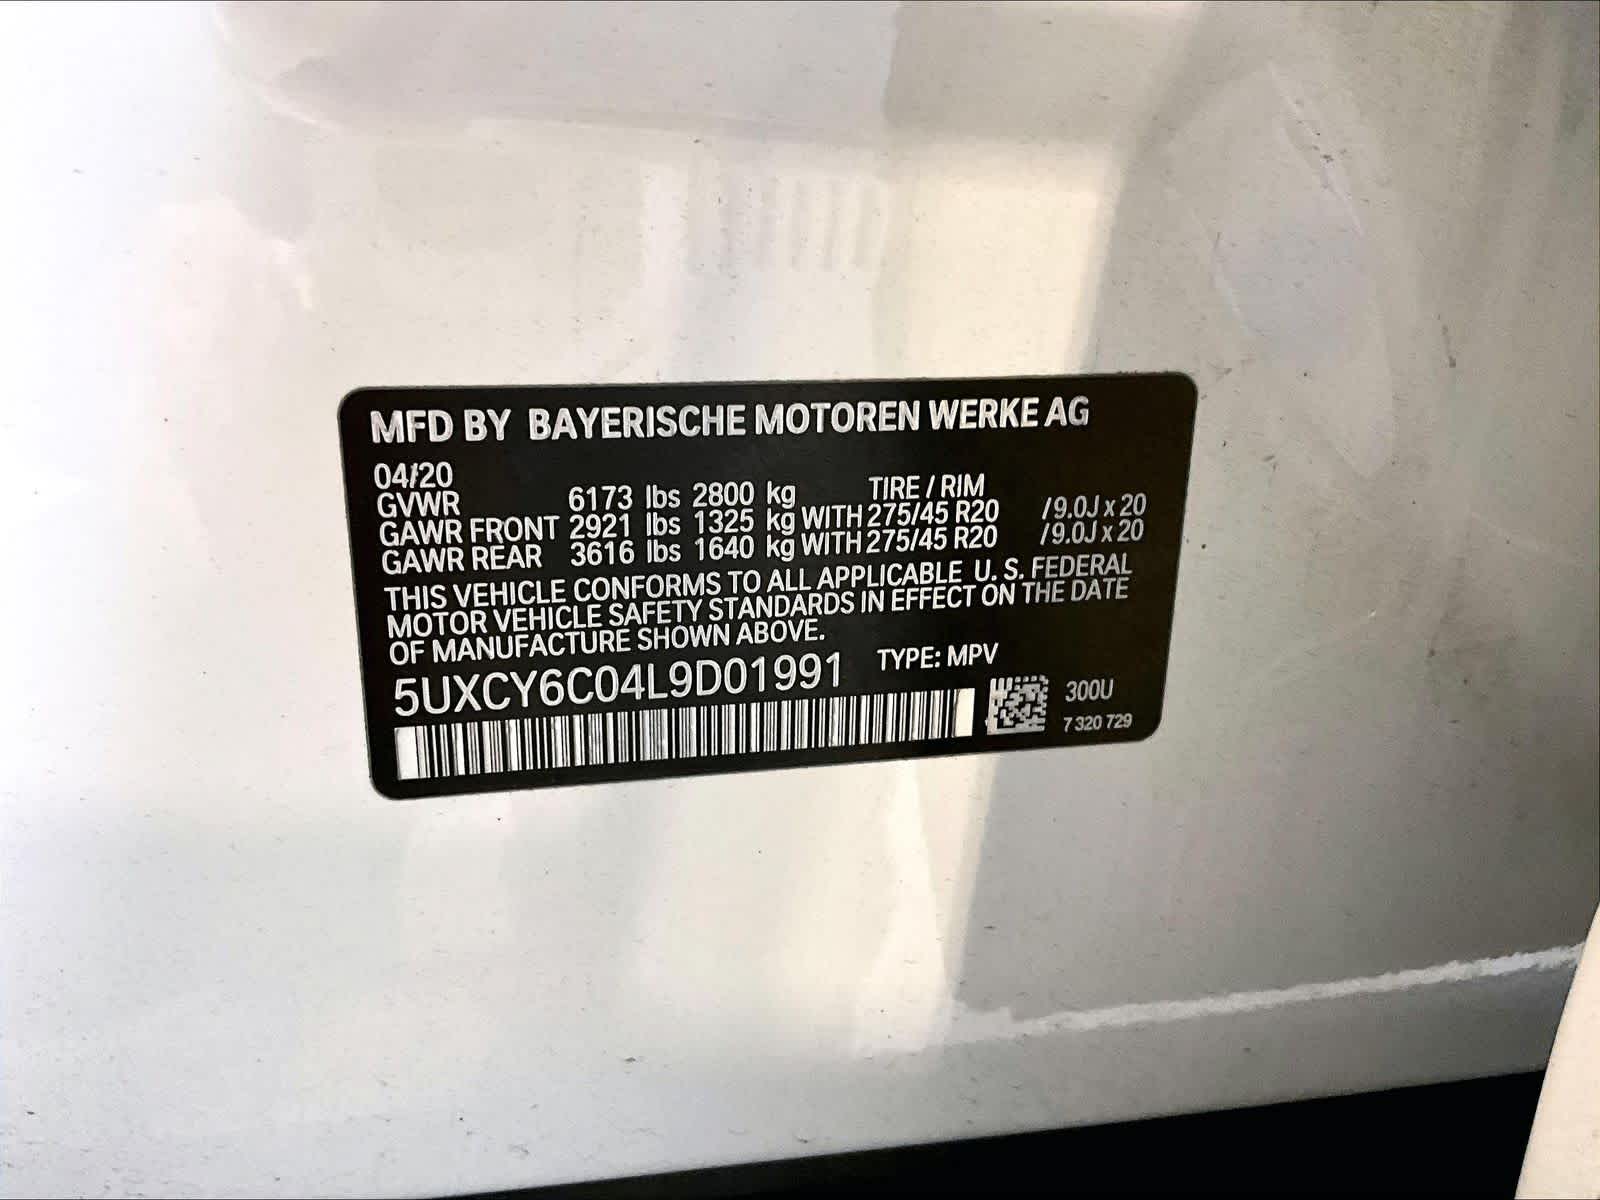 MFD BY BAYERISCHE MOTOREN WERKE AG
04/20
GVWR 6173 lbs 2800 kg TIRE / RIM
GAWR FRONT 2921 lbs 1325 kg WITH 275/45 R20 /9.0J x 20
GAWR REAR 3616 lbs 1640 kg WITH 275/45 R20 /9.0J x 20
THIS VEHICLE CONFORMS TO ALL APPLICABLE U. S. FEDERAL
MOTOR VEHICLE SAFETY STANDARDS IN EFFECT ON THE DATE
OF MANUFACTURE SHOWN ABOVE.
5UXCY6C04L9D01991 TYPE: MPV
300U
7 320 729